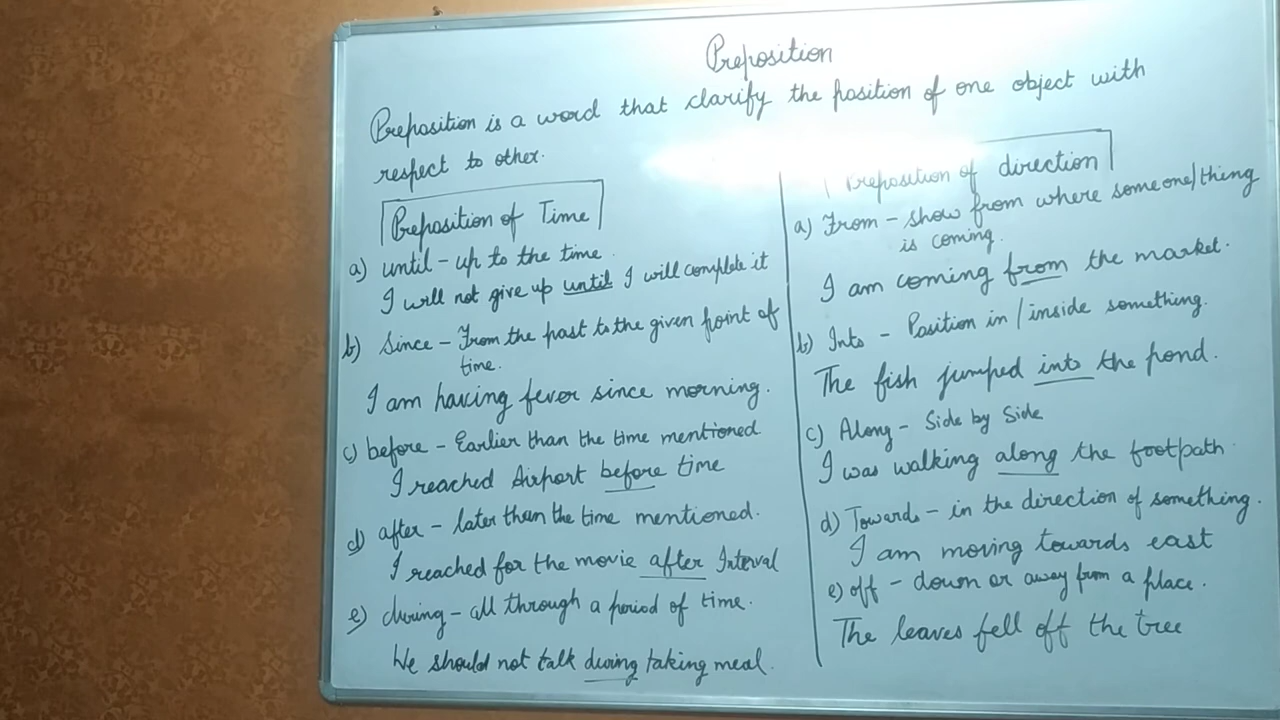 Preposition
Preposition is a word that clarify the position of one object with
respect to other.
Preposition of Time
a) until - up to the time
I will not give up until I will complete it
b) Since - From the past to the given point of
time.
I am having fever since morning.
c) before - Earlier than the time mentioned
I reached Airport before time
d) after - later than the time mentioned.
I reached for the movie after Interval
e) during - all through a period of time.
We should not talk during taking meal.
Preposition of direction
a) From - show from where someone/thing
is coming.
I am coming from the market.
b) Into - Position in/inside something.
The fish jumped into the pond.
c) Along - Side by Side
I was walking along the footpath
d) Towards - in the direction of something.
I am moving towards east
e) off - down or away from a place.
The leaves fell off the tree